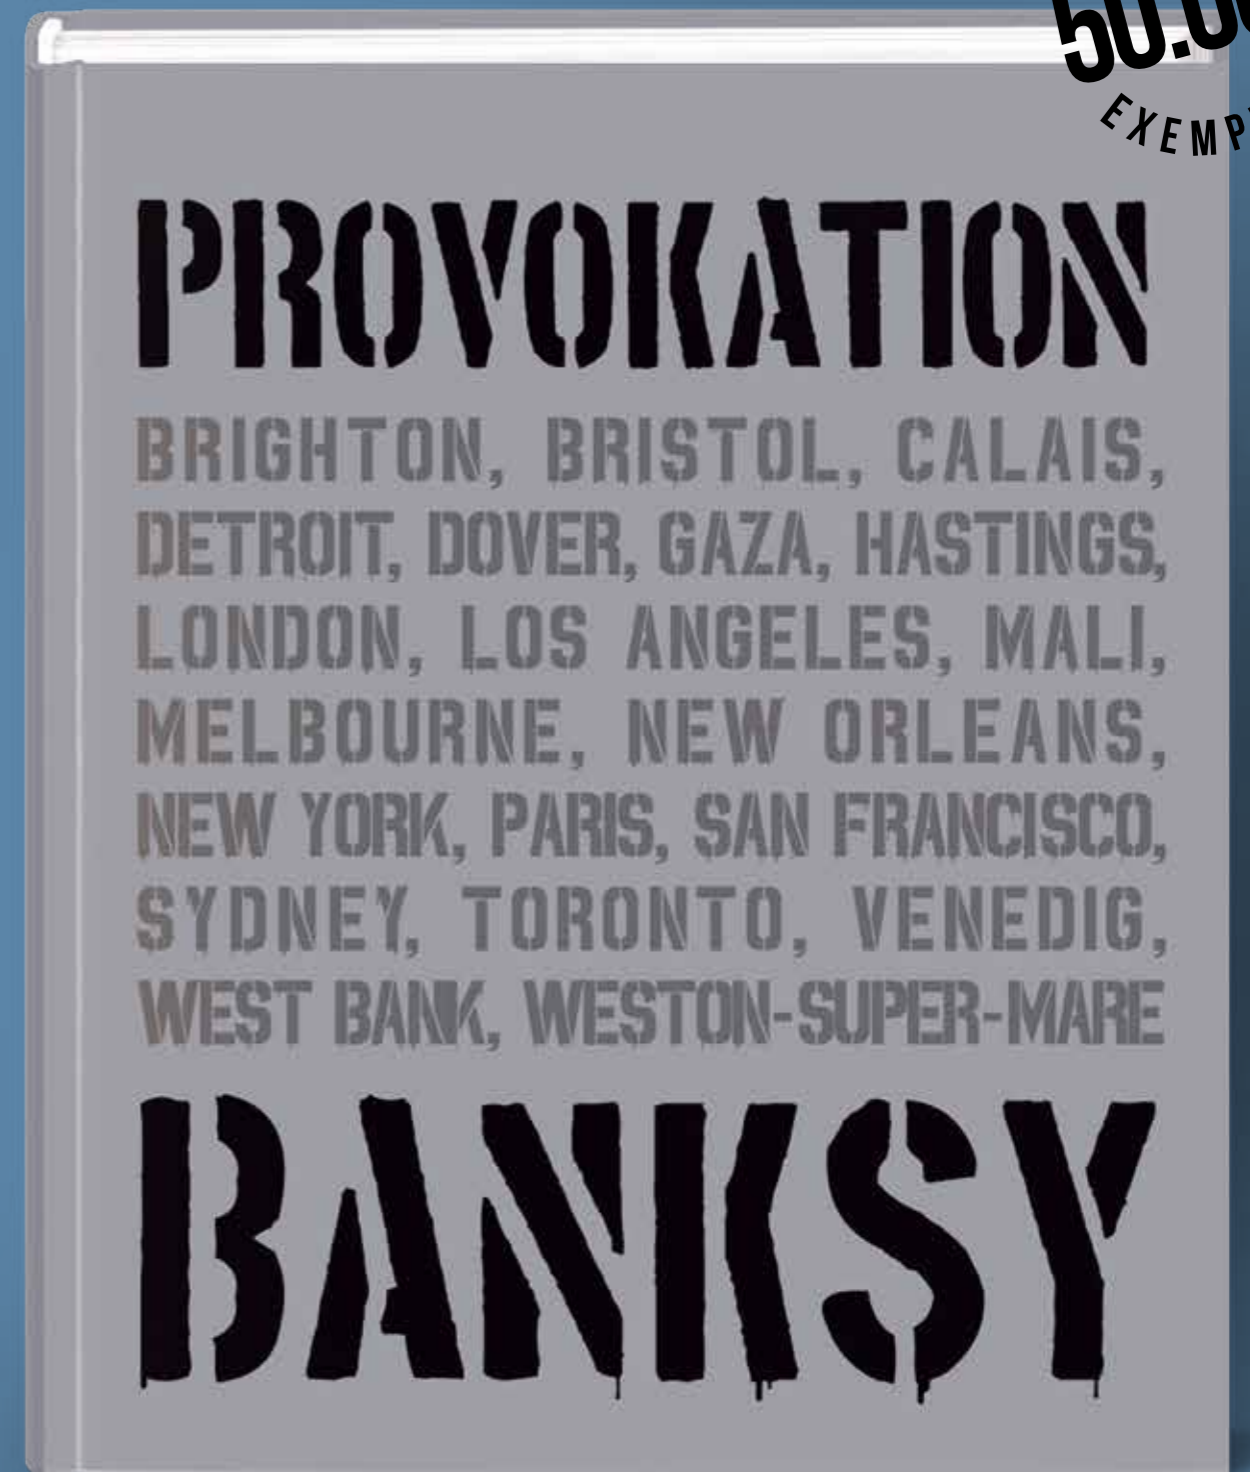 PROVOKATION
BRIGHTON, BRISTOL, CALAIS,
DETROIT, DOVER, GAZA, HASTINGS,
LONDON, LOS ANGELES, MALI,
MELBOURNE, NEW ORLEANS,
NEW YORK, PARIS, SAN FRANCISCO,
SYDNEY, TORONTO, VENEDIG,
WEST BANK, WESTON-SUPER-MARE
BANKSY